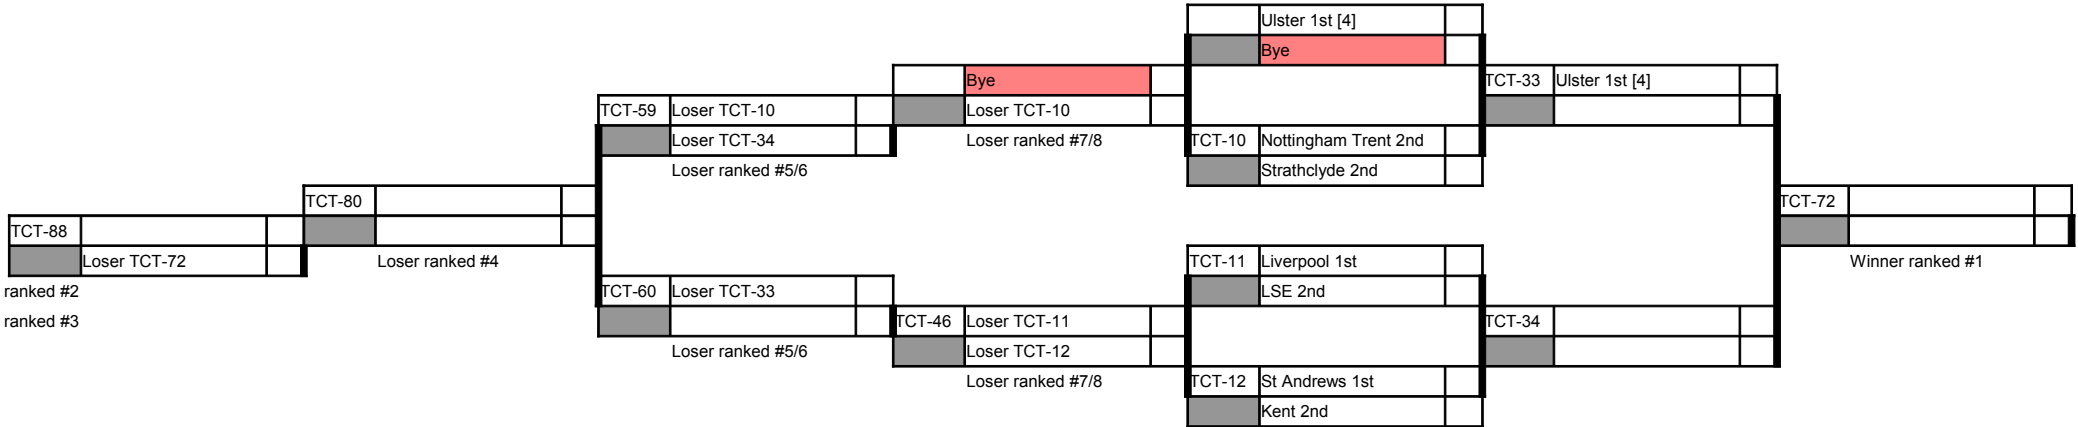 Ulster 1st [4]
Bye
Bye TCT-33 Ulster 1st [4]
TCT-59 Loser TCT-10 Loser TCT-10
Loser TCT-34 Loser ranked #7/8 TCT-10 Nottingham Trent 2nd
Loser ranked #5/6 Strathclyde 2nd
TCT-80 TCT-72
TCT-88
Loser TCT-72 Loser ranked #4 TCT-11 Liverpool 1st Winner ranked #1
ranked #2 TCT-60 Loser TCT-33 LSE 2nd
ranked #3 TCT-46 Loser TCT-11 TCT-34
Loser ranked #5/6 Loser TCT-12
Loser ranked #7/8 TCT-12 St Andrews 1st
Kent 2nd